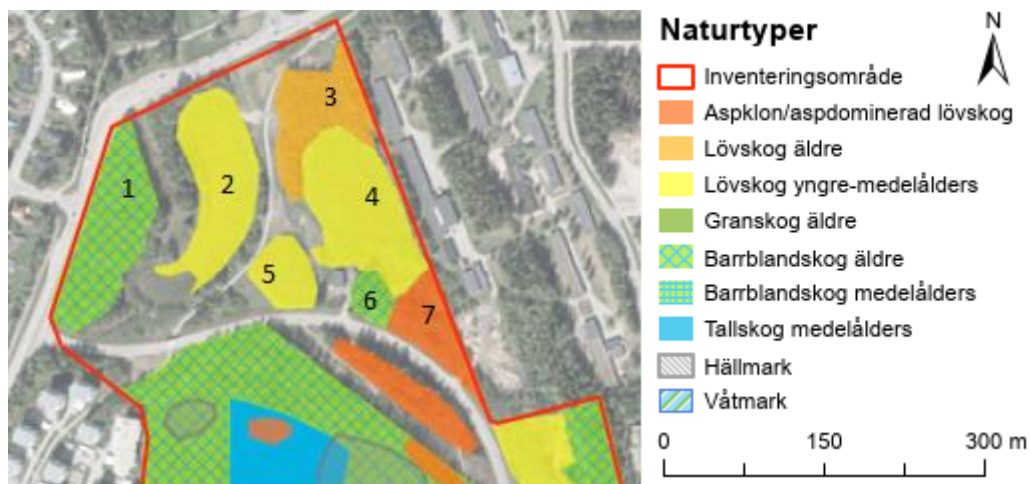 1
2
3
4
5
6
7
Naturtyper
N
Inventeringsområde
Aspklon/aspdominerad lövskog
Lövskog äldre
Lövskog yngre-medelålders
Granskog äldre
Barrblandskog äldre
Barrblandskog medelålders
Tallskog medelålders
Hällmark
Våtmark
0 150 300 m